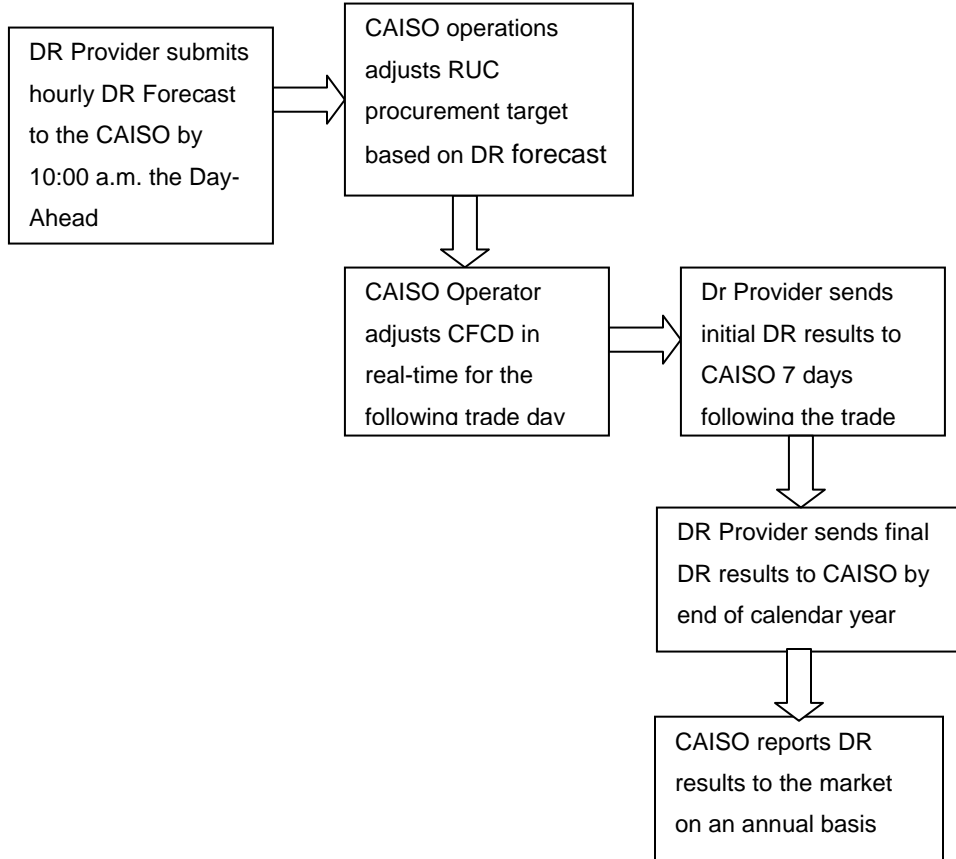 DR Provider submits
hourly DR Forecast
to the CAISO by
10:00 a.m. the Day-
Ahead
CAISO operations
adjusts RUC
procurement target
based on DR forecast
CAISO Operator
adjusts CFCD in
real-time for the
following trade day
Dr Provider sends
initial DR results to
CAISO 7 days
following the trade
DR Provider sends final
DR results to CAISO by
end of calendar year
CAISO reports DR
results to the market
on an annual basis